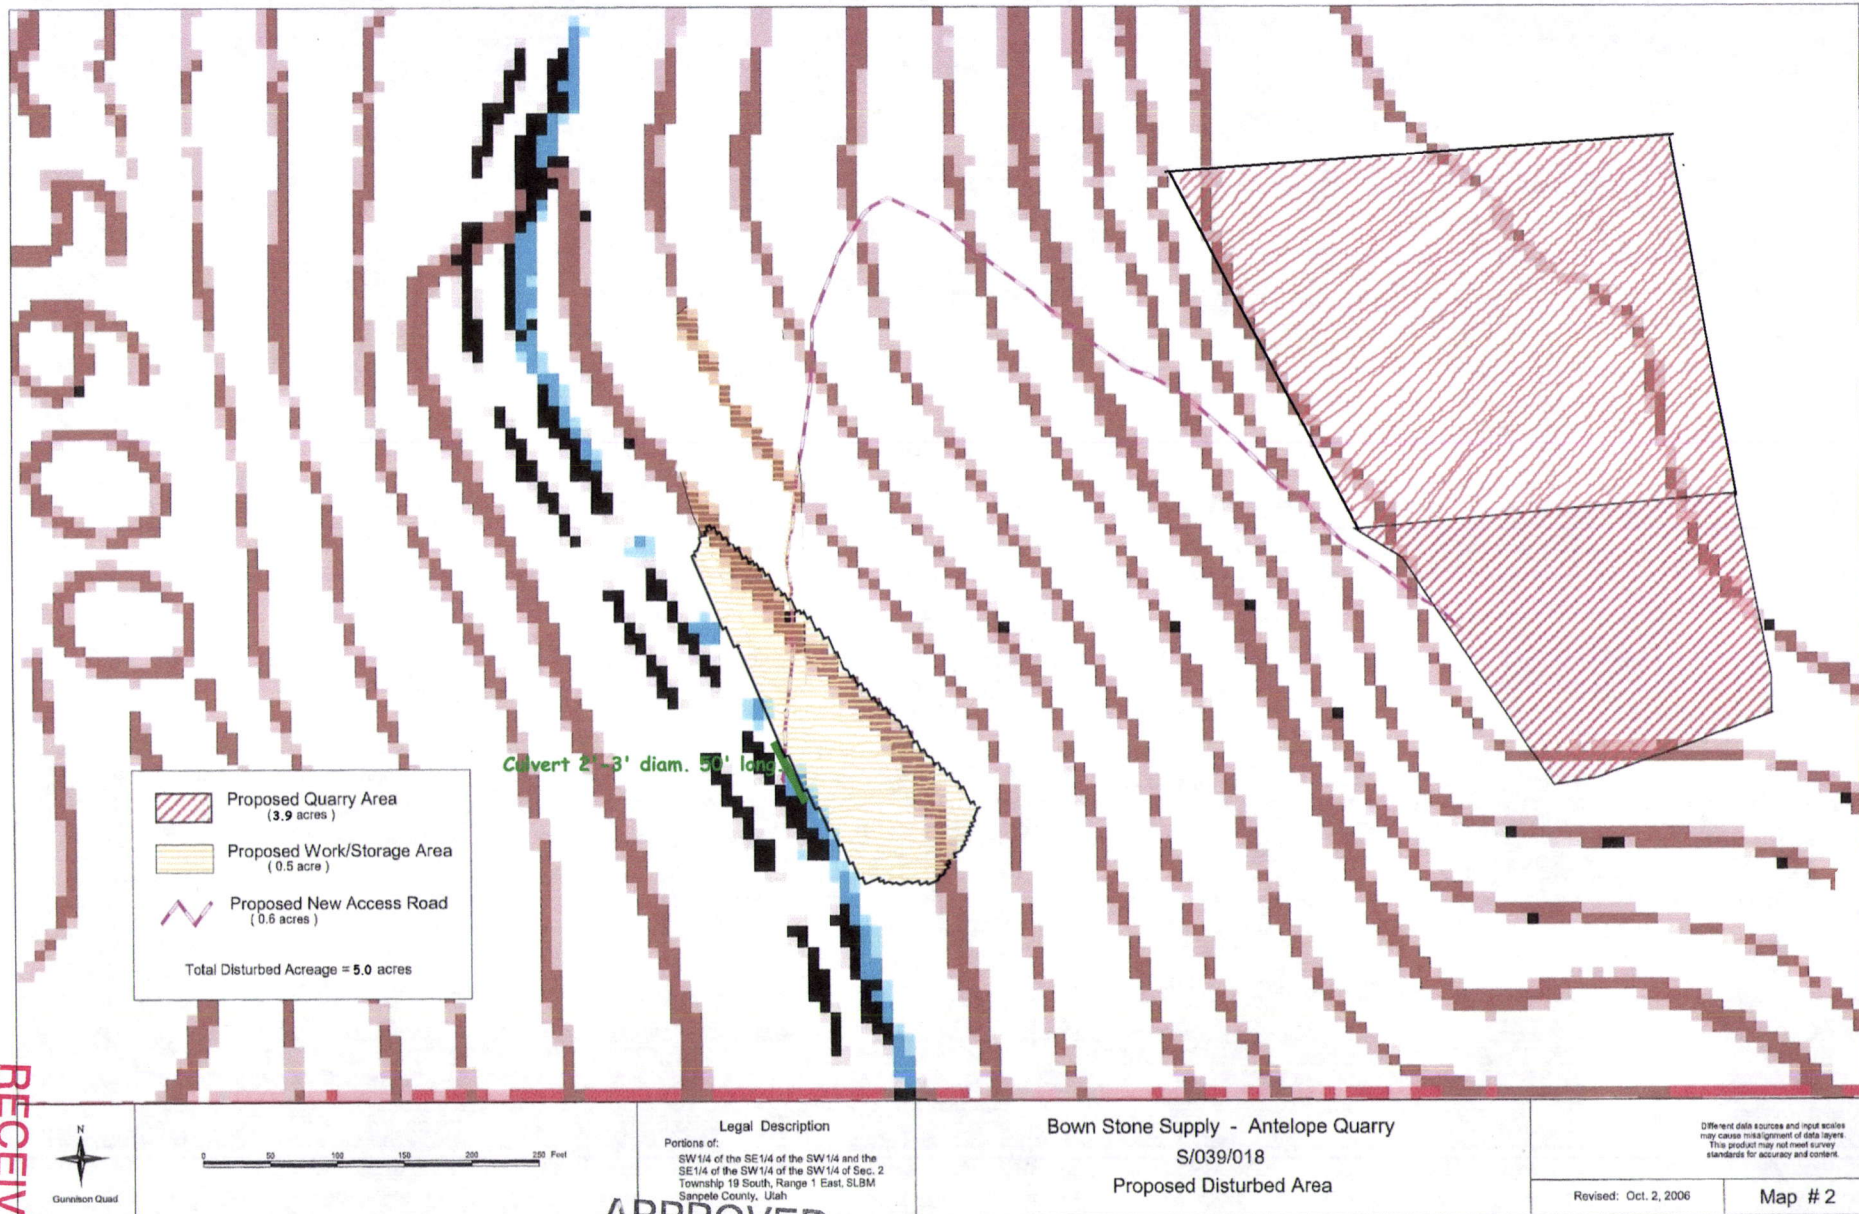 5600
Culvert 2'-3' diam. 50' long
Proposed Quarry Area
(3.9 acres )
Proposed Work/Storage Area
( 0.5 acre )
Proposed New Access Road
( 0.6 acres )
Total Disturbed Acreage = 5.0 acres
RECEIV
N
Gunnison Quad
0 50 100 150 200 250 Feet
Legal Description
Portions of:
SW1/4 of the SE1/4 of the SW1/4 and the
SE1/4 of the SW1/4 of the SW1/4 of Sec. 2
Township 19 South, Range 1 East, SLBM
Sanpete County, Utah
APPROVED
Bown Stone Supply - Antelope Quarry
S/039/018
Proposed Disturbed Area
Different data sources and input scales
may cause misalignment of data layers.
This product may not meet survey
standards for accuracy and content.
Revised: Oct. 2, 2006
Map # 2